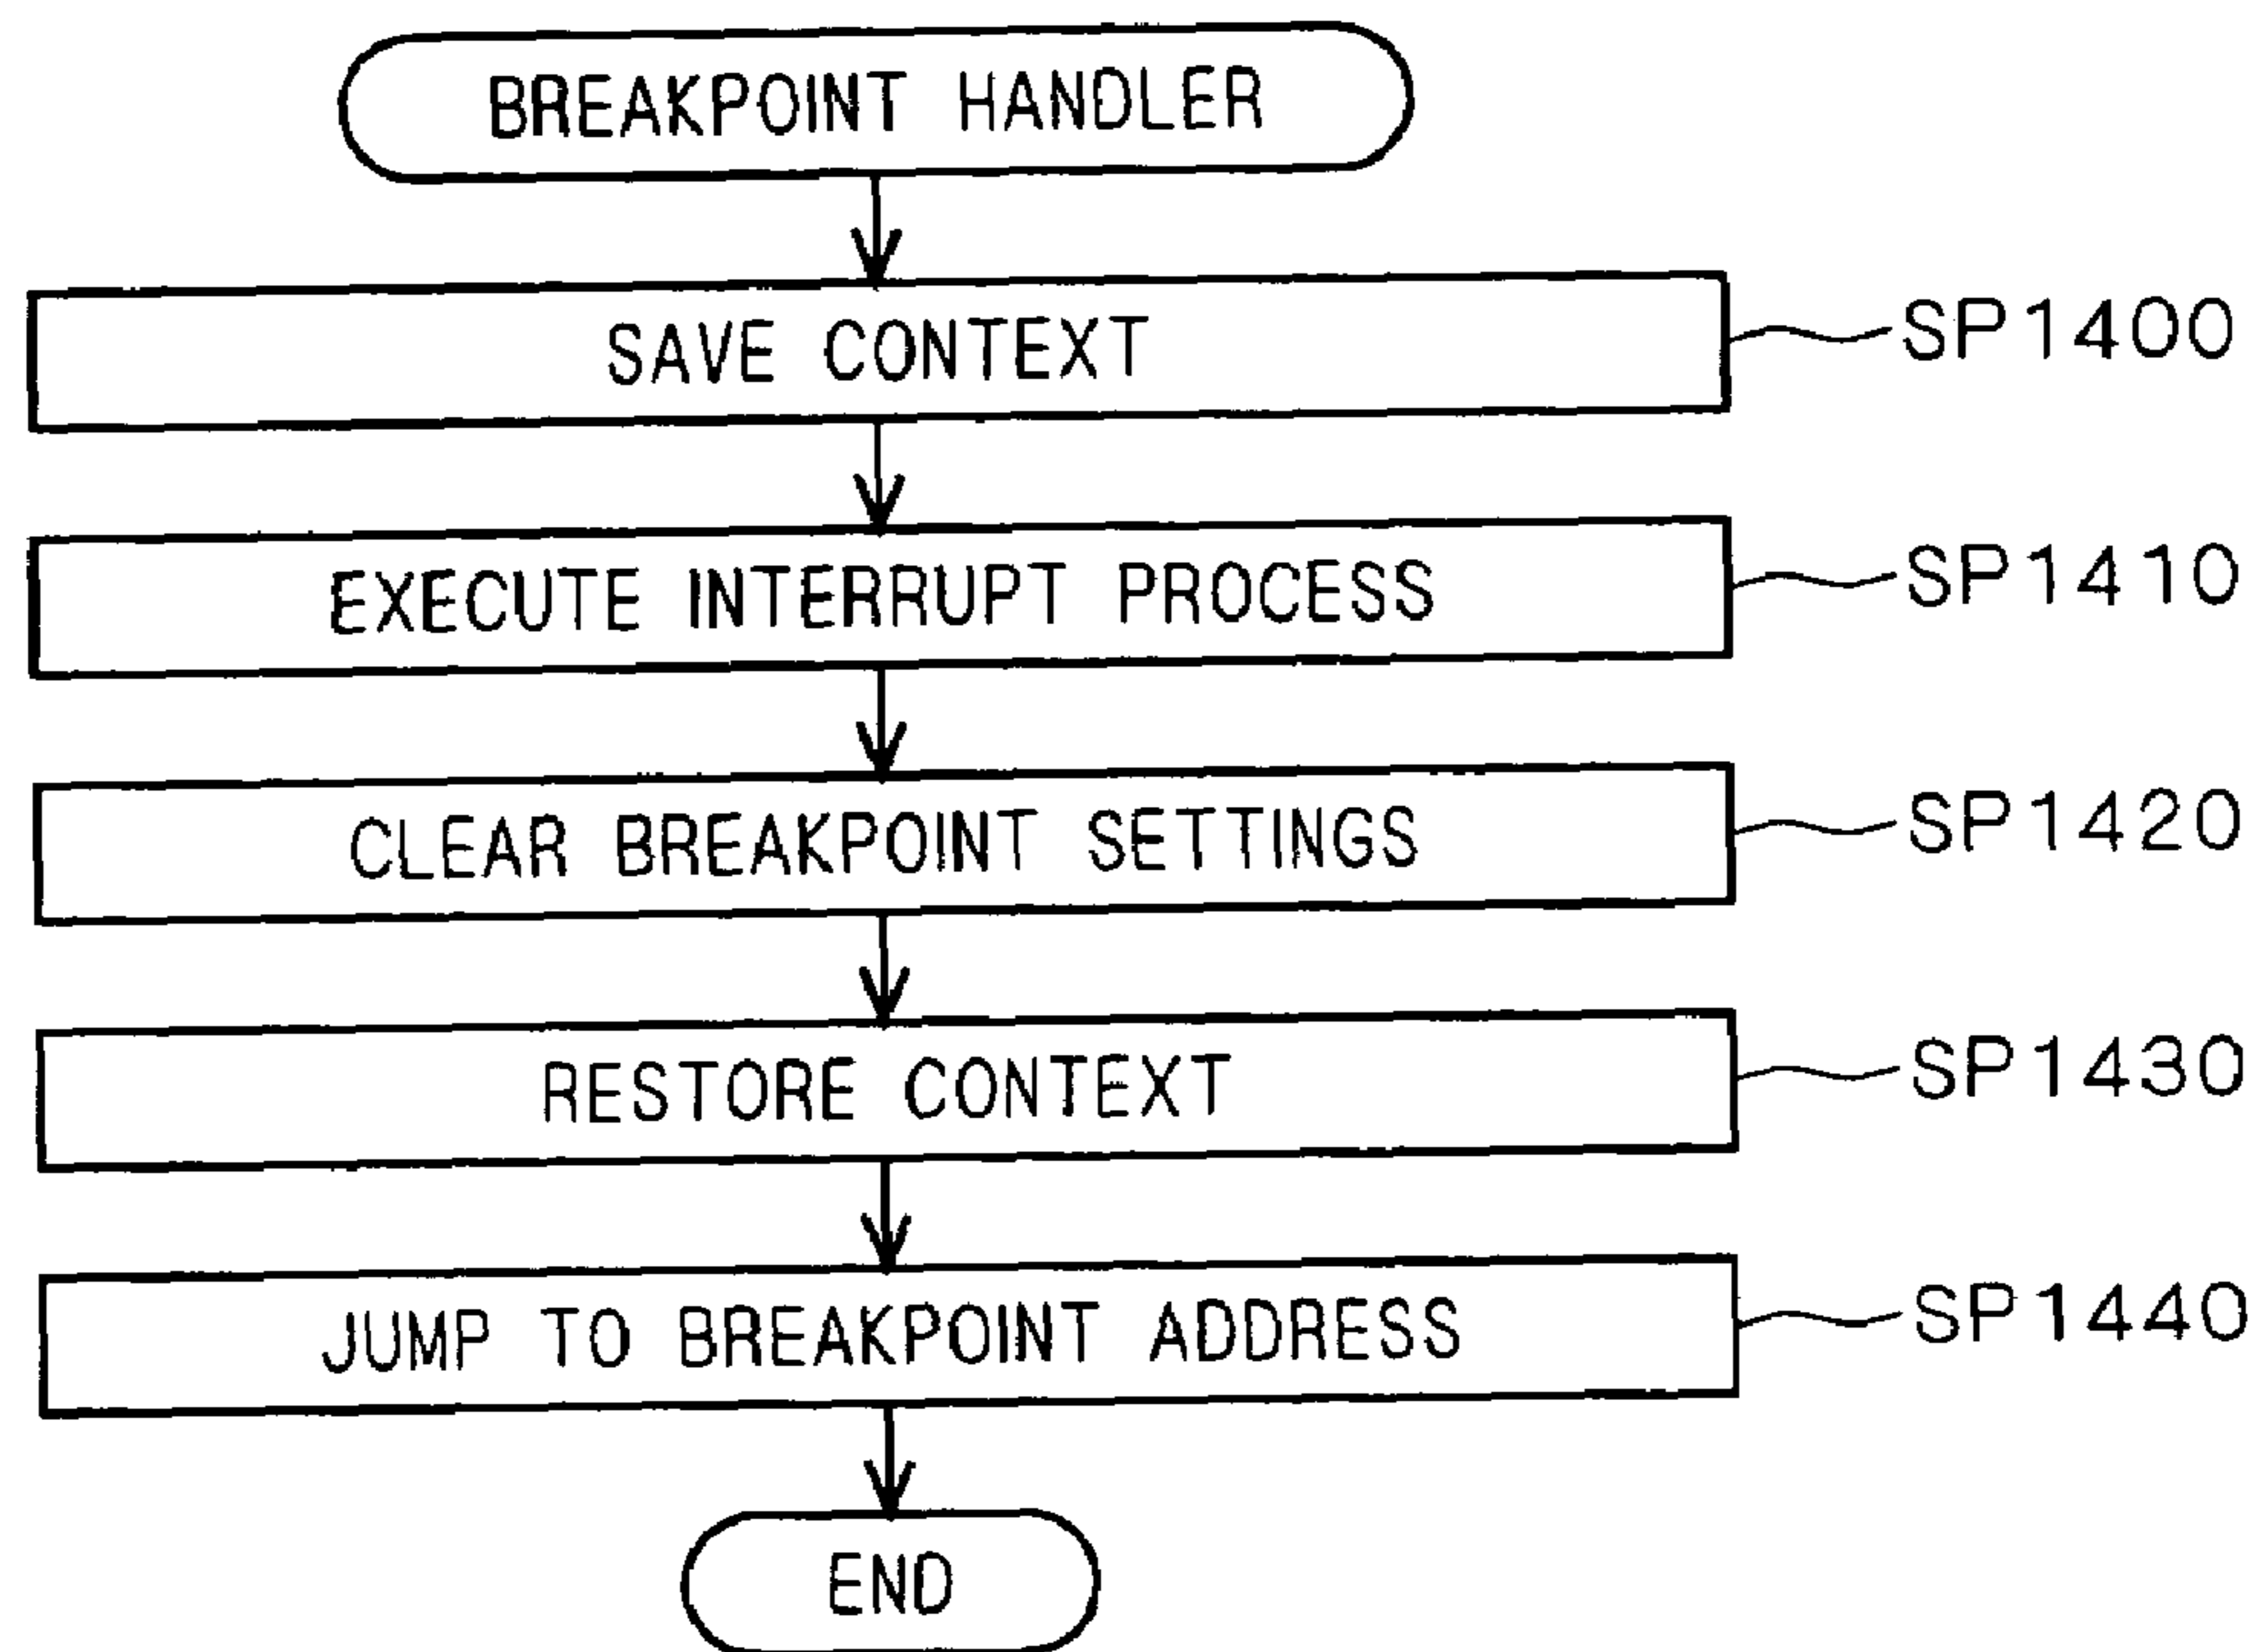 BREAKPOINT HANDLER
SAVE CONTEXT
SP1400
EXECUTE INTERRUPT PROCESS
SP1410
CLEAR BREAKPOINT SETTINGS
SP1420
RESTORE CONTEXT
SP1430
JUMP TO BREAKPOINT ADDRESS
SP1440
END